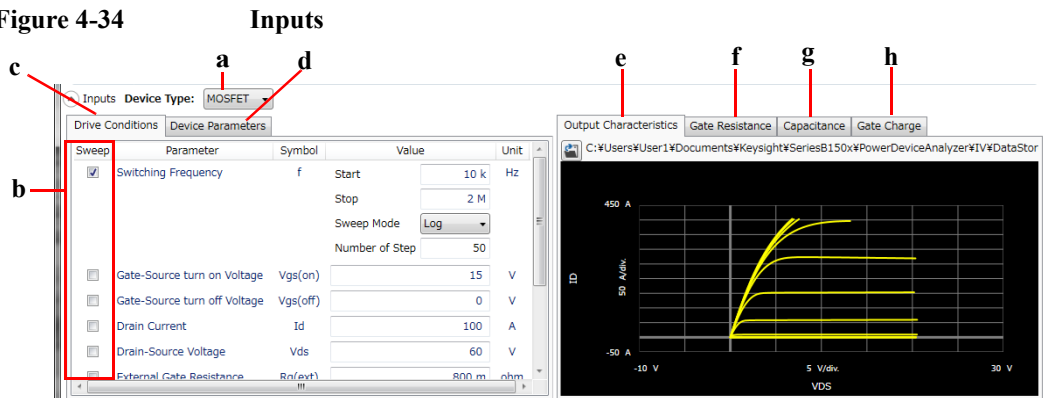 Figure 4-34 Inputs
c a d e f g h
Inputs Device Type: MOSFET
Drive Conditions Device Parameters
Sweep Parameter Symbol Value Unit
b
Switching Frequency f Start 10 k Hz
Stop 2 M
Sweep Mode Log
Number of Step 50
Gate-Source turn on Voltage Vgs(on) 15 V
Gate-Source turn off Voltage Vgs(off) 0 V
Drain Current Id 100 A
Drain-Source Voltage Vds 60 V
External Gate Resistance Rg(ext) 800 m ohm
Output Characteristics Gate Resistance Capacitance Gate Charge
C:¥Users¥User1¥Documents¥Keysight¥SeriesB150x¥PowerDeviceAnalyzer¥IV¥DataStor
450 A
ID
50 A/div.
-50 A
-10 V 5 V/div. 30 V
VDS